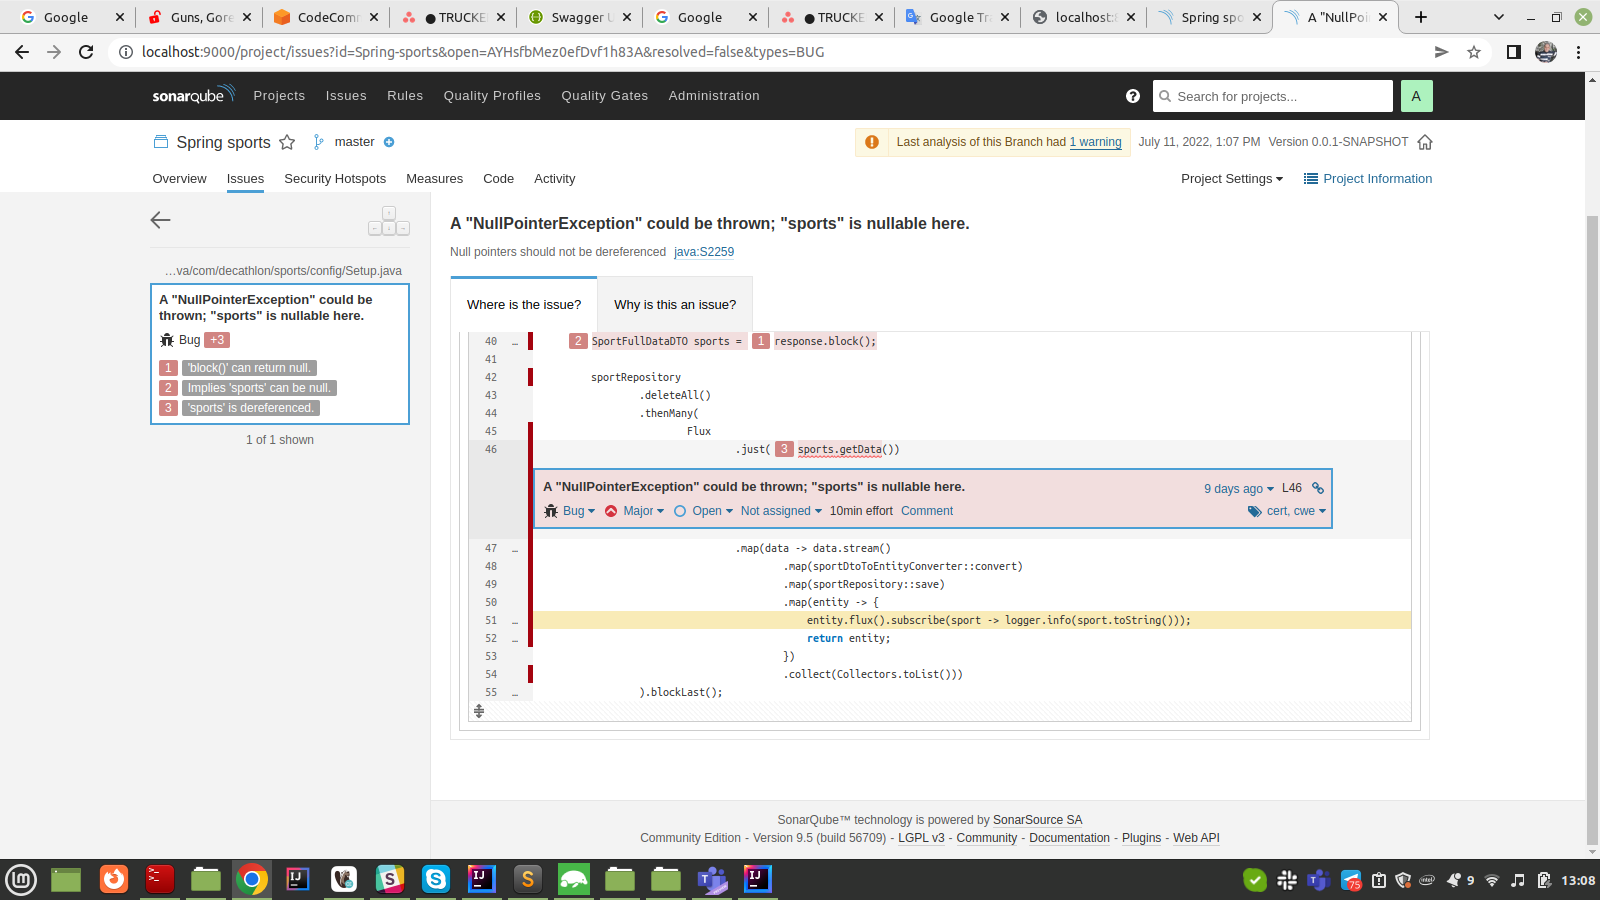 Google
Guns, Gore
CodeComm
● TRUCKE
Swagger U
Google
● TRUCKE
Google Tra
localhost:
Spring spo
A "NullPoi
localhost:9000/project/issues?id=Spring-sports&open=AYHsfbMez0efDvf1h83A&resolved=false&types=BUG
sonarqube Projects Issues Rules Quality Profiles Quality Gates Administration ? Search for projects... A
Spring sports master Last analysis of this Branch had 1 warning July 11, 2022, 1:07 PM Version 0.0.1-SNAPSHOT
Overview Issues Security Hotspots Measures Code Activity Project Settings Project Information
…va/com/decathlon/sports/config/Setup.java
A "NullPointerException" could be
thrown; "sports" is nullable here.
Bug +3
1 'block()' can return null.
2 Implies 'sports' can be null.
3 'sports' is dereferenced.
1 of 1 shown
A "NullPointerException" could be thrown; "sports" is nullable here.
Null pointers should not be dereferenced java:S2259
Where is the issue? Why is this an issue?
40 … 2 SportFullDataDTO sports = 1 response.block();
41
42 sportRepository
43 .deleteAll()
44 .thenMany(
45 Flux
46 .just( 3 sports.getData())
A "NullPointerException" could be thrown; "sports" is nullable here. 9 days ago L46
Bug Major Open Not assigned 10min effort Comment cert, cwe
47 … .map(data -> data.stream()
48 .map(sportDtoToEntityConverter::convert)
49 .map(sportRepository::save)
50 .map(entity -> {
51 … entity.flux().subscribe(sport -> logger.info(sport.toString()));
52 … return entity;
53 })
54 .collect(Collectors.toList()))
55 … ).blockLast();
SonarQube™ technology is powered by SonarSource SA
Community Edition - Version 9.5 (build 56709) - LGPL v3 - Community - Documentation - Plugins - Web API
75 9 13:08